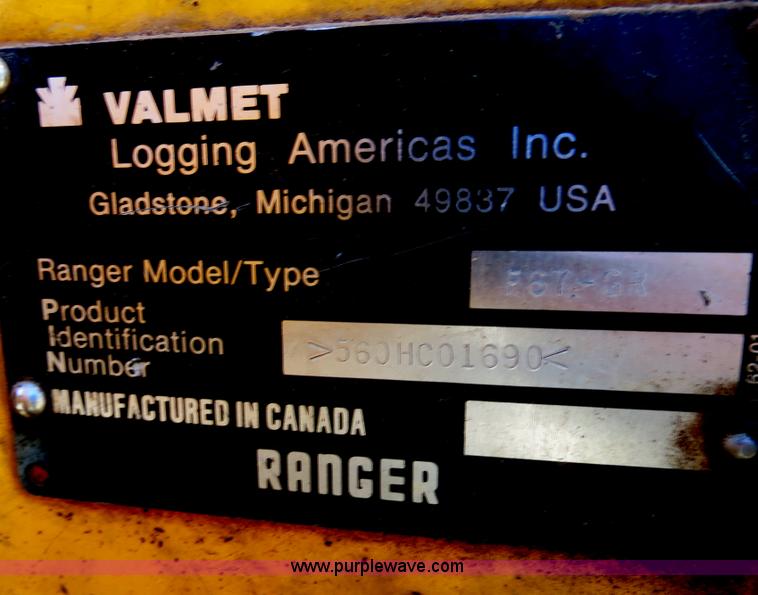 VALMET
Logging Americas Inc.
Gladstone, Michigan 49837 USA
Ranger Model/Type
Product
Identification >560HC01690<
Number
MANUFACTURED IN CANADA
RANGER
www.purplewave.com